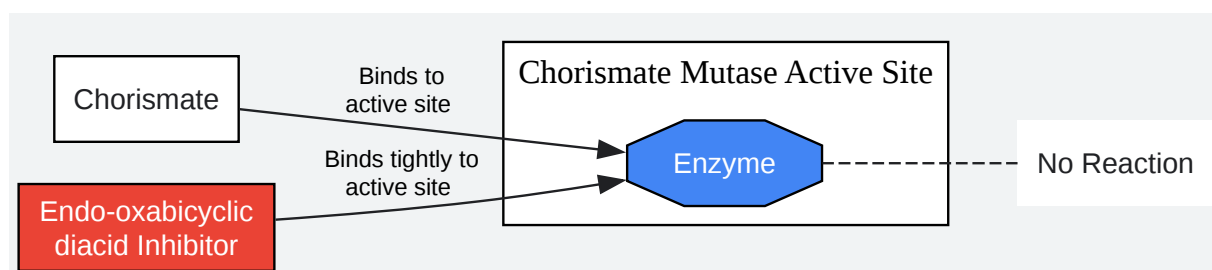 Chorismate
Binds to
active site
Chorismate Mutase Active Site
Binds tightly to
active site
Enzyme
No Reaction
Endo-oxabicyclic
diacid Inhibitor